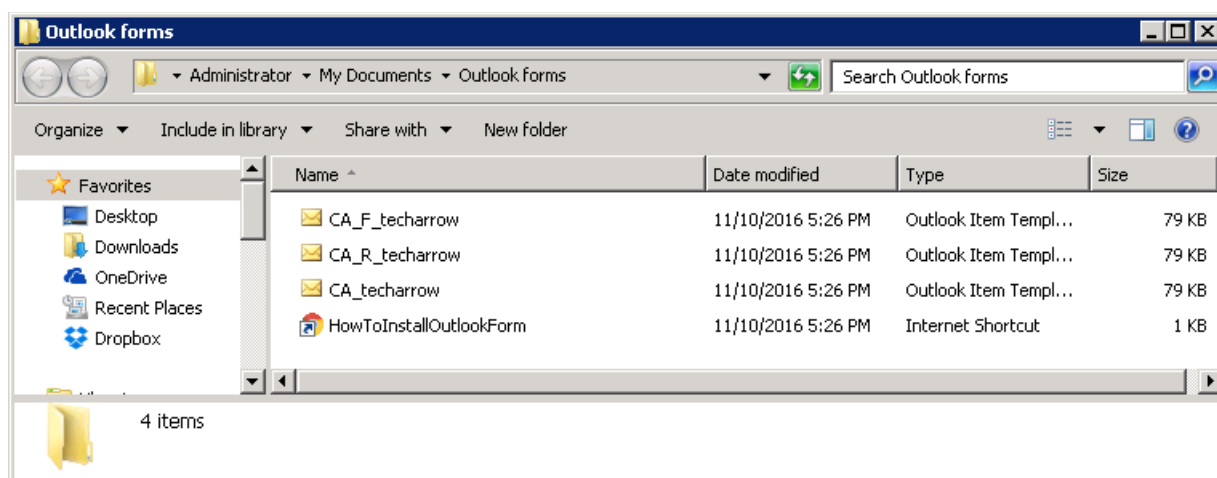 Outlook forms
Administrator My Documents Outlook forms Search Outlook forms
Organize Include in library Share with New folder
Favorites
Desktop
Downloads
OneDrive
Recent Places
Dropbox
Name Date modified Type Size
CA_F_techarrow 11/10/2016 5:26 PM Outlook Item Templ... 79 KB
CA_R_techarrow 11/10/2016 5:26 PM Outlook Item Templ... 79 KB
CA_techarrow 11/10/2016 5:26 PM Outlook Item Templ... 79 KB
HowToInstallOutlookForm 11/10/2016 5:26 PM Internet Shortcut 1 KB
4 items